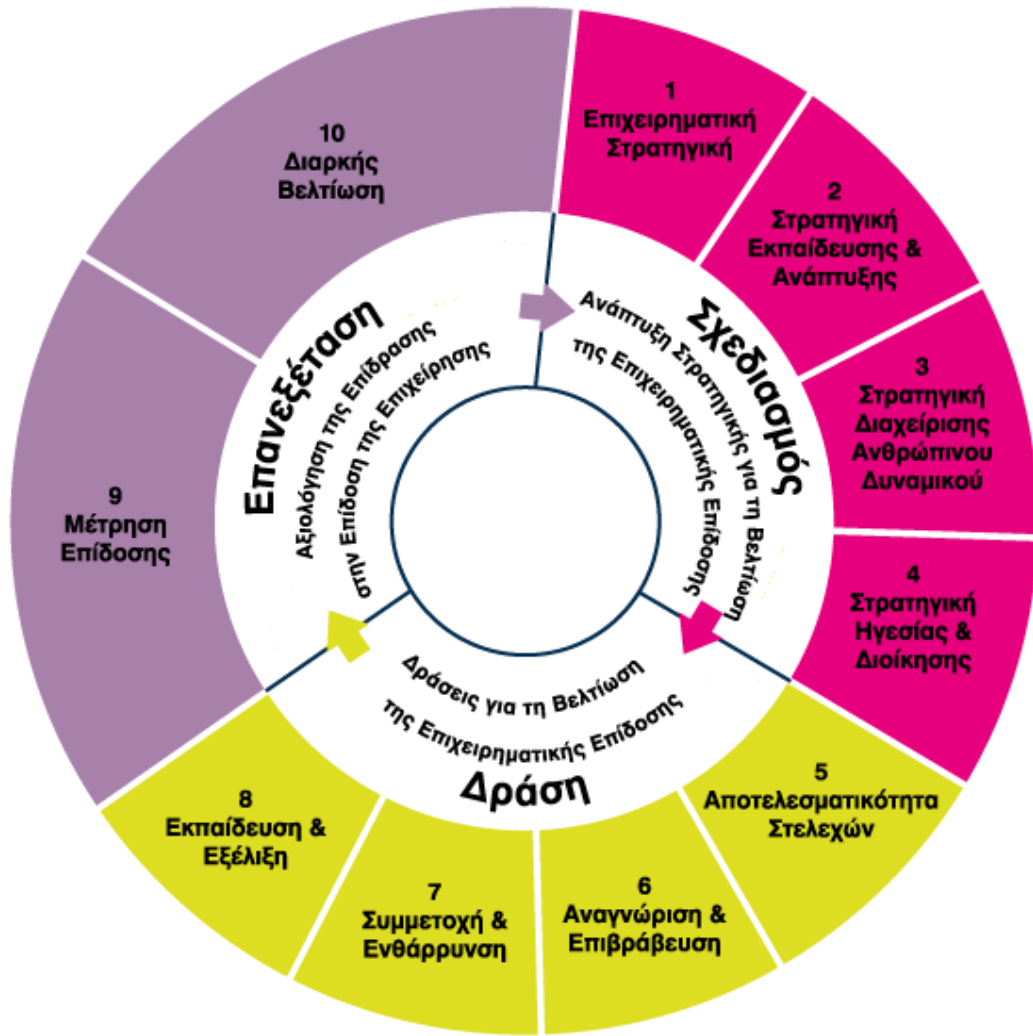 1
Επιχειρηματική
Στρατηγική
2
Στρατηγική
Εκπαίδευσης &
Ανάπτυξης
3
Στρατηγική
Διαχείρισης
Ανθρώπινου
Δυναμικού
4
Στρατηγική
Ηγεσίας &
Διοίκησης
5
Αποτελεσματικότητα
Στελεχών
6
Αναγνώριση &
Επιβράβευση
7
Συμμετοχή &
Ενθάρρυνση
8
Εκπαίδευση &
Εξέλιξη
9
Μέτρηση
Επίδοσης
10
Διαρκής
Βελτίωση
Σχεδιασμός
Ανάπτυξη Στρατηγικής για τη Βελτίωση
της Επιχειρηματικής Επίδοσης
Δράσεις για τη Βελτίωση
της Επιχειρηματικής Επίδοσης
Δράση
Επανεξέταση
Αξιολόγηση της Επίδρασης
στην Επίδοση της Επιχείρησης